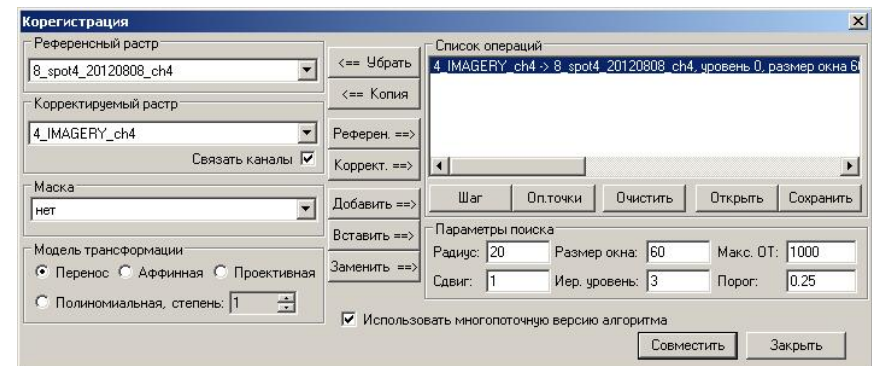 Корегистрация
Референсный растр
8_spot4_20120808_ch4
Корректируемый растр
4_IMAGERY_ch4
Связать каналы
Маска
нет
Модель трансформации
Перенос Аффинная Проективная
Полиномиальная, степень: 1
<== Убрать
<== Копия
Референ. ==>
Коррект. ==>
Добавить ==>
Вставить ==>
Заменить ==>
Список операций
4_IMAGERY_ch4 -> 8_spot4_20120808_ch4, уровень 0, размер окна 60
Шаг Оп.точки Очистить Открыть Сохранить
Параметры поиска
Радиус: 20 Размер окна: 60 Макс. ОТ: 1000
Сдвиг: 1 Иер. уровень: 3 Порог: 0.25
Использовать многопоточную версию алгоритма
Совместить Закрыть